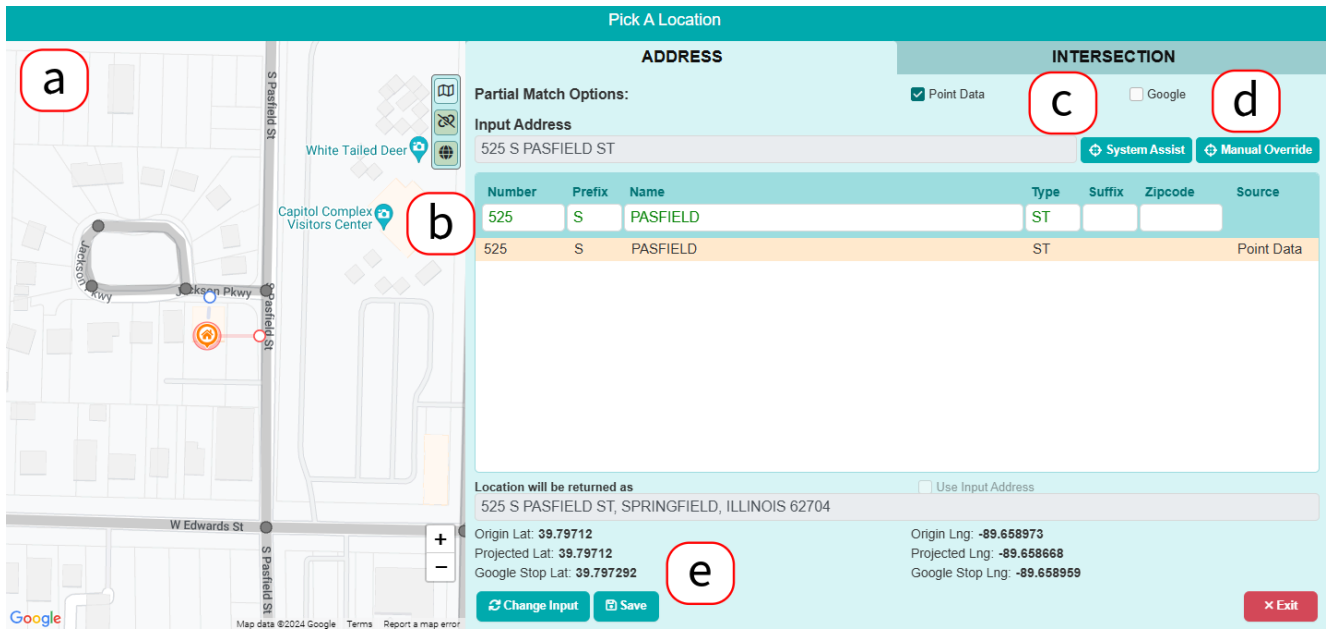 Pick A Location
a
S Pasfield St
White Tailed Deer
Capitol Complex
Visitors Center
Jackson Pkwy
Jackson Pkwy
S Pasfield St
W Edwards St
S Pasfield St
+
−
Google
Map data ©2024 Google Terms Report a map error
ADDRESS INTERSECTION
Partial Match Options: Point Data c Google d
Input Address
525 S PASFIELD ST System Assist Manual Override
b
Number Prefix Name Type Suffix Zipcode Source
525 S PASFIELD ST
525 S PASFIELD ST Point Data
Location will be returned as Use Input Address
525 S PASFIELD ST, SPRINGFIELD, ILLINOIS 62704
Origin Lat: 39.79712 Origin Lng: -89.658973
Projected Lat: 39.79712 Projected Lng: -89.658668
Google Stop Lat: 39.797292 Google Stop Lng: -89.658959
e
Change Input Save Exit